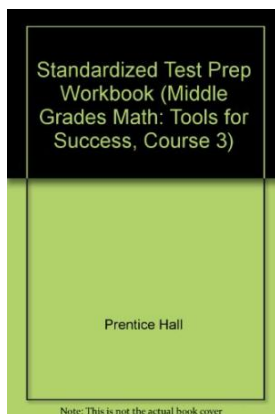 Standardized Test Prep
Workbook (Middle
Grades Math: Tools for
Success, Course 3)
Prentice Hall
Note: This is not the actual book cover